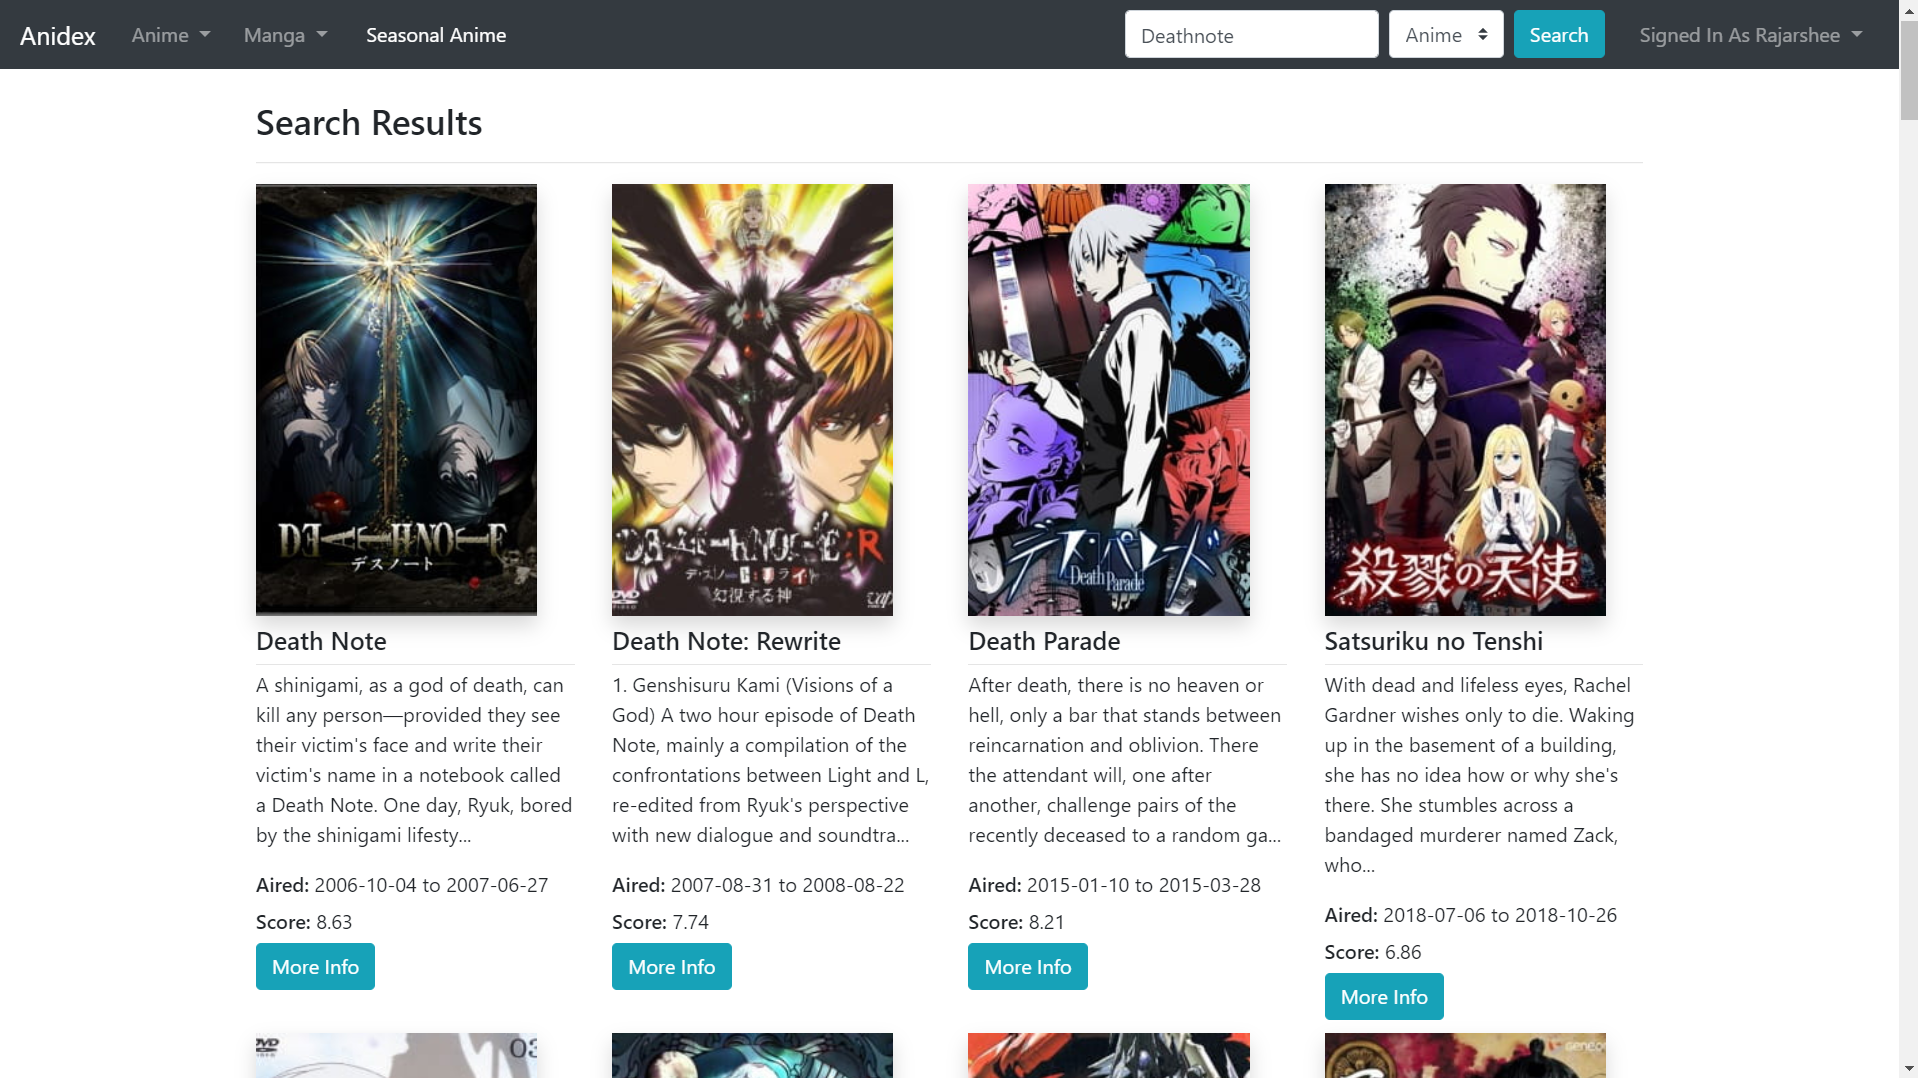 Anidex
Anime
Manga
Seasonal Anime
Deathnote
Anime
Search
Signed In As Rajarshee
Search Results
DEATHNOTE
デスノート
DEATHNOTE:R
デスノート リライト
幻視する神
DVD
VIDEO
vap
デス・パレード
Death Parade
殺戮の天使
Death Note
A shinigami, as a god of death, can
kill any person—provided they see
their victim's face and write their
victim's name in a notebook called
a Death Note. One day, Ryuk, bored
by the shinigami lifesty...
Aired: 2006-10-04 to 2007-06-27
Score: 8.63
More Info
Death Note: Rewrite
1. Genshisuru Kami (Visions of a
God) A two hour episode of Death
Note, mainly a compilation of the
confrontations between Light and L,
re-edited from Ryuk's perspective
with new dialogue and soundtra...
Aired: 2007-08-31 to 2008-08-22
Score: 7.74
More Info
Death Parade
After death, there is no heaven or
hell, only a bar that stands between
reincarnation and oblivion. There
the attendant will, one after
another, challenge pairs of the
recently deceased to a random ga...
Aired: 2015-01-10 to 2015-03-28
Score: 8.21
More Info
Satsuriku no Tenshi
With dead and lifeless eyes, Rachel
Gardner wishes only to die. Waking
up in the basement of a building,
she has no idea how or why she's
there. She stumbles across a
bandaged murderer named Zack,
who...
Aired: 2018-07-06 to 2018-10-26
Score: 6.86
More Info
DVD
VIDEO
03